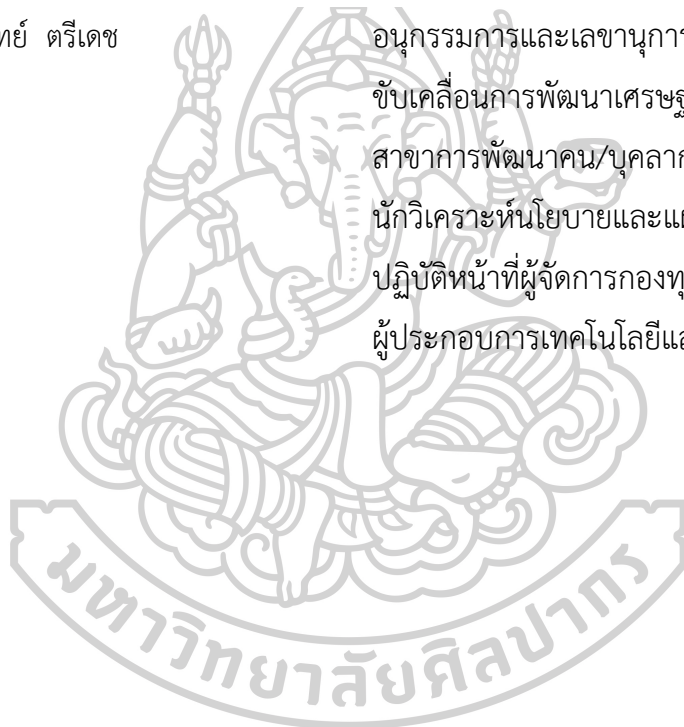 ทย์ ตรีเดช
อนุกรรมการและเลขานุการ
ขับเคลื่อนการพัฒนาเศรษฐ
สาขาการพัฒนาคน/บุคลาก
นักวิเคราะห์นโยบายและแผ
ปฏิบัติหน้าที่ผู้จัดการกองทุ
ผู้ประกอบการเทคโนโลยีแล
มหาวิทยาลัยศิลปากร